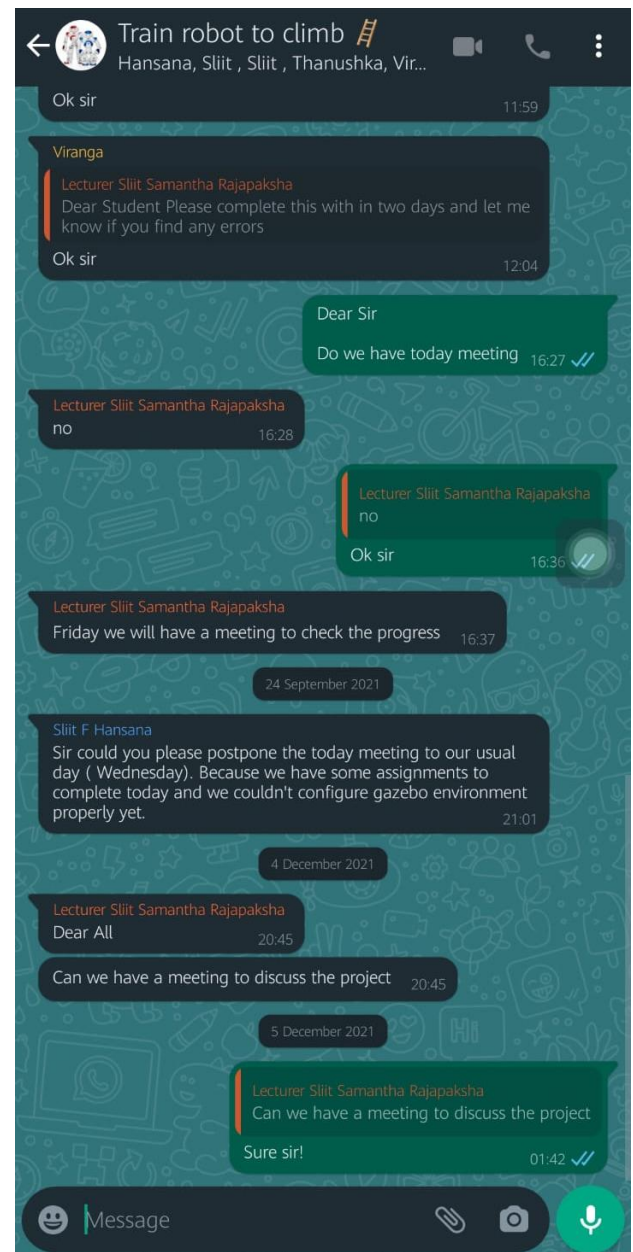 Train robot to climb 🪜
Hansana, Sliit , Sliit , Thanushka, Vir...
Ok sir
11:59
Viranga
Lecturer Sliit Samantha Rajapaksha
Dear Student Please complete this with in two days and let me
know if you find any errors
Ok sir
12:04
Dear Sir
Do we have today meeting 16:27
Lecturer Sliit Samantha Rajapaksha
no
16:28
Lecturer Sliit Samantha Rajapaksha
no
Ok sir
16:36
Lecturer Sliit Samantha Rajapaksha
Friday we will have a meeting to check the progress 16:37
24 September 2021
Sliit F Hansana
Sir could you please postpone the today meeting to our usual
day ( Wednesday). Because we have some assignments to
complete today and we couldn't configure gazebo environment
properly yet.
21:01
4 December 2021
Lecturer Sliit Samantha Rajapaksha
Dear All
20:45
Can we have a meeting to discuss the project 20:45
5 December 2021
Lecturer Sliit Samantha Rajapaksha
Can we have a meeting to discuss the project
Sure sir!
01:42
Message